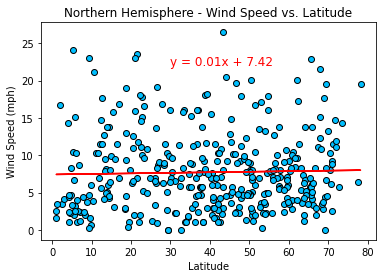 Northern Hemisphere - Wind Speed vs. Latitude
25
20
15
10
5
0
Wind Speed (mph)
y = 0.01x + 7.42
0 10 20 30 40 50 60 70 80
Latitude